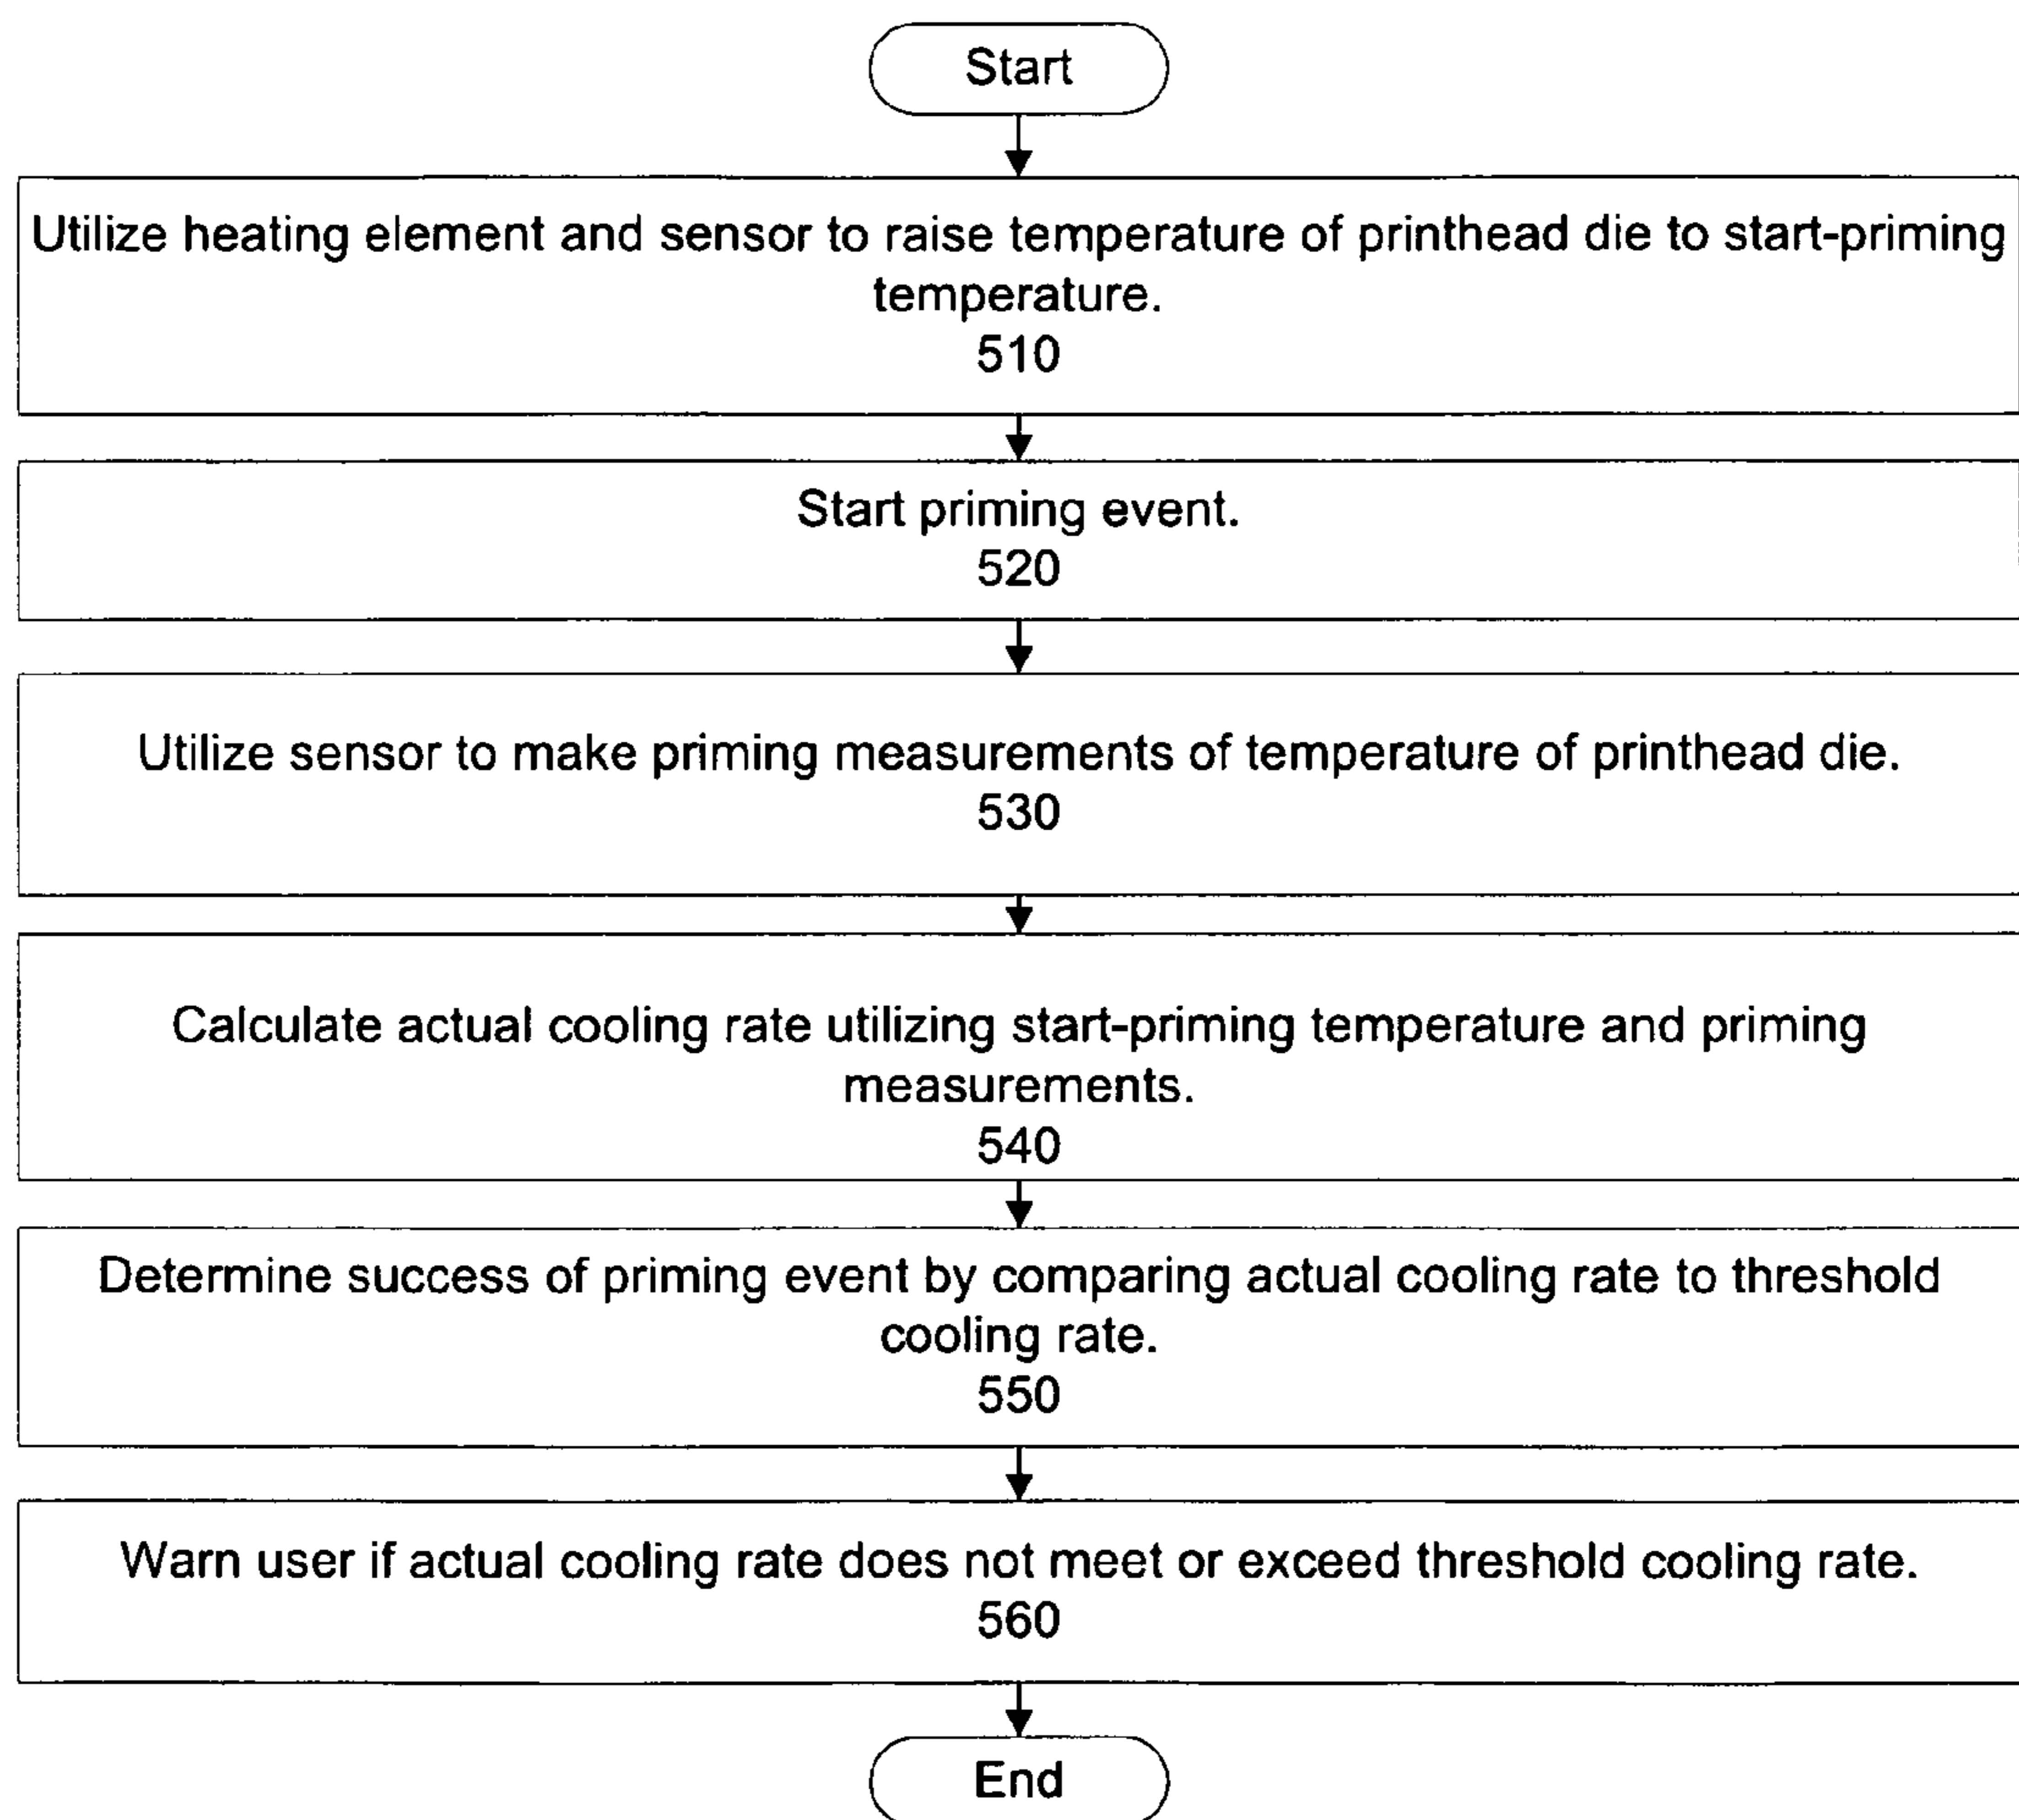 Start
Utilize heating element and sensor to raise temperature of printhead die to start-priming
temperature.
510
Start priming event.
520
Utilize sensor to make priming measurements of temperature of printhead die.
530
Calculate actual cooling rate utilizing start-priming temperature and priming
measurements.
540
Determine success of priming event by comparing actual cooling rate to threshold
cooling rate.
550
Warn user if actual cooling rate does not meet or exceed threshold cooling rate.
560
End